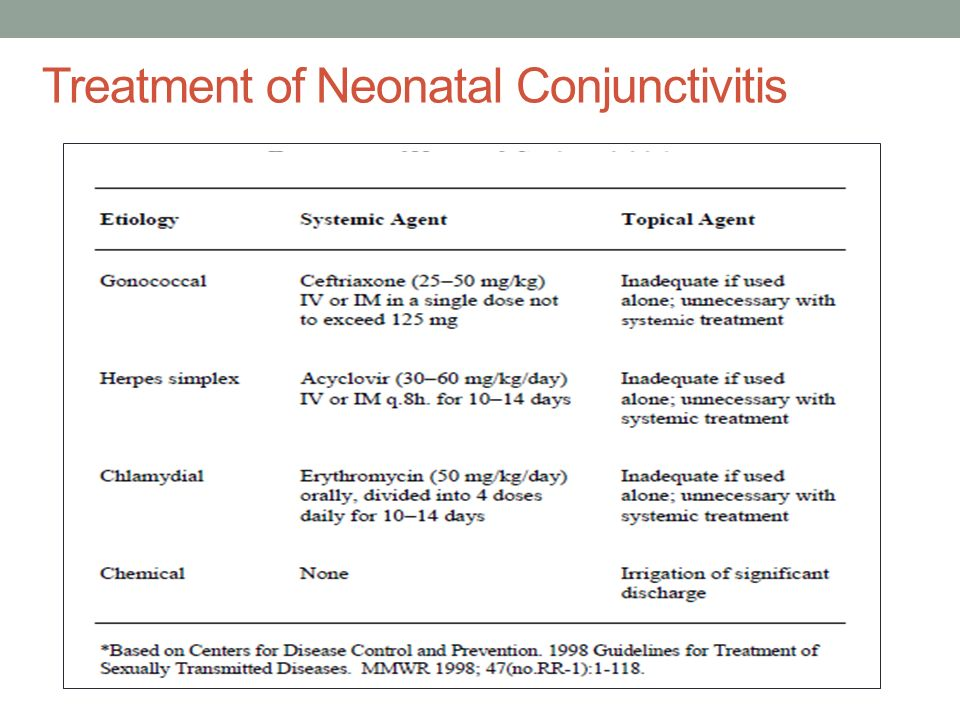 Treatment of Neonatal Conjunctivitis
Etiology Systemic Agent Topical Agent
Gonococcal Ceftriaxone (25–50 mg/kg) Inadequate if used
IV or IM in a single dose not alone; unnecessary with
to exceed 125 mg systemic treatment
Herpes simplex Acyclovir (30–60 mg/kg/day) Inadequate if used
IV or IM q.8h. for 10–14 days alone; unnecessary with
systemic treatment
Chlamydial Erythromycin (50 mg/kg/day) Inadequate if used
orally, divided into 4 doses alone; unnecessary with
daily for 10–14 days systemic treatment
Chemical None Irrigation of significant
discharge
*Based on Centers for Disease Control and Prevention. 1998 Guidelines for Treatment of
Sexually Transmitted Diseases. MMWR 1998; 47(no.RR-1):1-118.